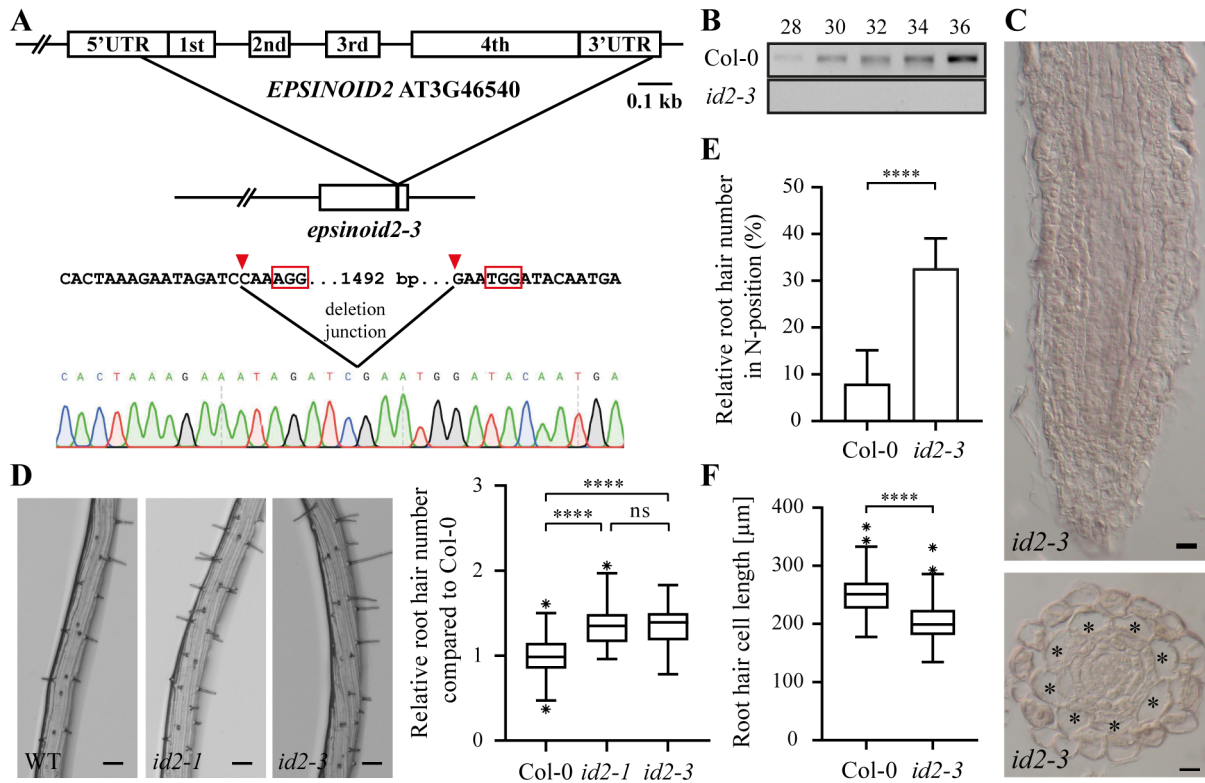 A
5'UTR 1st 2nd 3rd 4th 3'UTR
EPSINOID2 AT3G46540
0.1 kb
epsinoid2-3
CACTAAAGAATAGATCCAAAGG...1492 bp...GAATGGATACAATGA
deletion
junction
C A C T A A A G A A A T A G A T C G A A T G G A T A C A A T G A
B
28 30 32 34 36
Col-0
id2-3
C
id2-3
id2-3
* * * * * * * *
D
WT
id2-1
id2-3
Relative root hair number
compared to Col-0
3
2
1
0
****
**** ns
Col-0 id2-1 id2-3
E
Relative root hair number
in N-position (%)
50
40
30
20
10
0
****
Col-0 id2-3
F
Root hair cell length [µm]
400
300
200
100
0
****
Col-0 id2-3